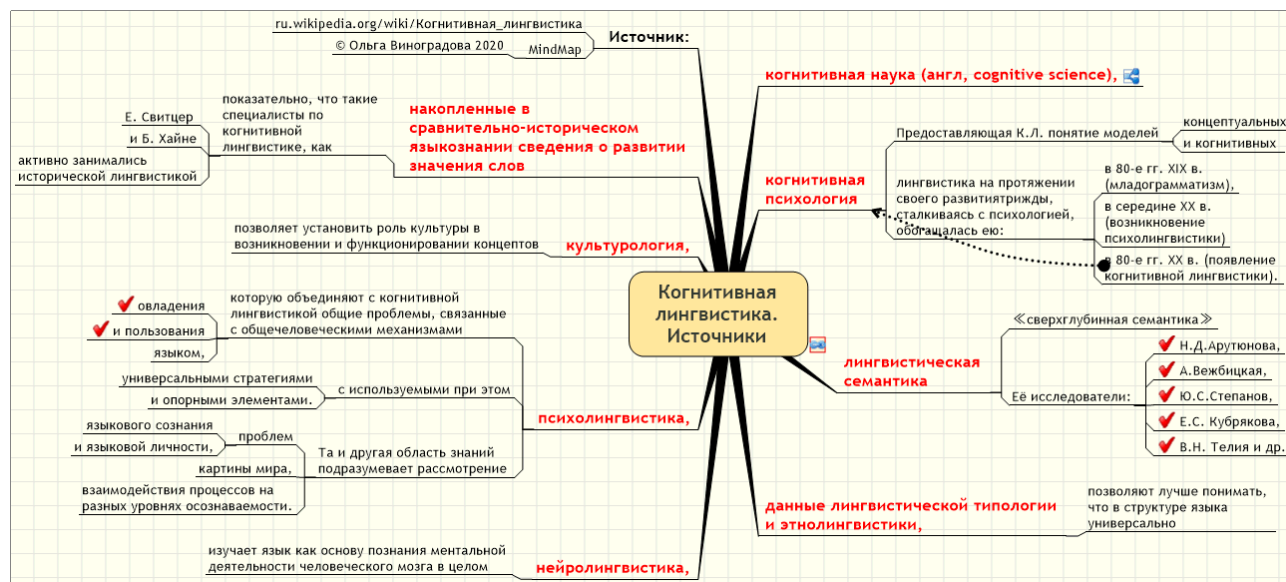 ru.wikipedia.org/wiki/Когнитивная_лингвистика
© Ольга Виноградова 2020
MindMap
Источник:
когнитивная наука (англ, cognitive science),
накопленные в
сравнительно-историческом
языкознании сведения о развитии
значения слов
показательно, что такие
специалисты по
когнитивной
лингвистике, как
Е. Свитцер
и Б. Хайне
активно занимались
исторической лингвистикой
когнитивная
психология
Предоставляющая К.Л. понятие моделей
концептуальных
и когнитивных
лингвистика на протяжении
своего развитиятрижды,
сталкиваясь с психологией,
обогащалась ею:
в 80-е гг. XIX в.
(младограмматизм),
в середине XX в.
(возникновение
психолингвистики)
в 80-е гг. XX в. (появление
когнитивной лингвистики).
культурология,
позволяет установить роль культуры в
возникновении и функционировании концептов
Когнитивная
лингвистика.
Источники
лингвистическая
семантика
≪сверхглубинная семантика≫
Её исследователи:
Н.Д.Арутюнова,
А.Вежбицкая,
Ю.С.Степанов,
Е.С. Кубрякова,
В.Н. Телия и др.
психолингвистика,
которую объединяют с когнитивной
лингвистикой общие проблемы, связанные
с общечеловеческими механизмами
овладения
и пользования
языком,
с используемыми при этом
универсальными стратегиями
и опорными элементами.
Та и другая область знаний
подразумевает рассмотрение
проблем
языкового сознания
и языковой личности,
картины мира,
взаимодействия процессов на
разных уровнях осознаваемости.
данные лингвистической типологии
и этнолингвистики,
позволяют лучше понимать,
что в структуре языка
универсально
нейролингвистика,
изучает язык как основу познания ментальной
деятельности человеческого мозга в целом